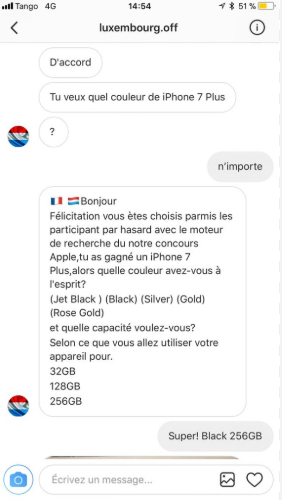 Tango 4G 14:54 51 %
luxembourg.off
D'accord
Tu veux quel couleur de iPhone 7 Plus
?
n'importe
🇫🇷 🇱🇺Bonjour
Félicitation vous ètes choisis parmis les
participant par hasard avec le moteur
de recherche du notre concours
Apple,tu as gagné un iPhone 7
Plus,alors quelle couleur avez-vous à
l'esprit?
(Jet Black ) (Black) (Silver) (Gold)
(Rose Gold)
et quelle capacité voulez-vous?
Selon ce que vous allez utiliser votre
appareil pour.
32GB
128GB
256GB
Super! Black 256GB
Écrivez un message...